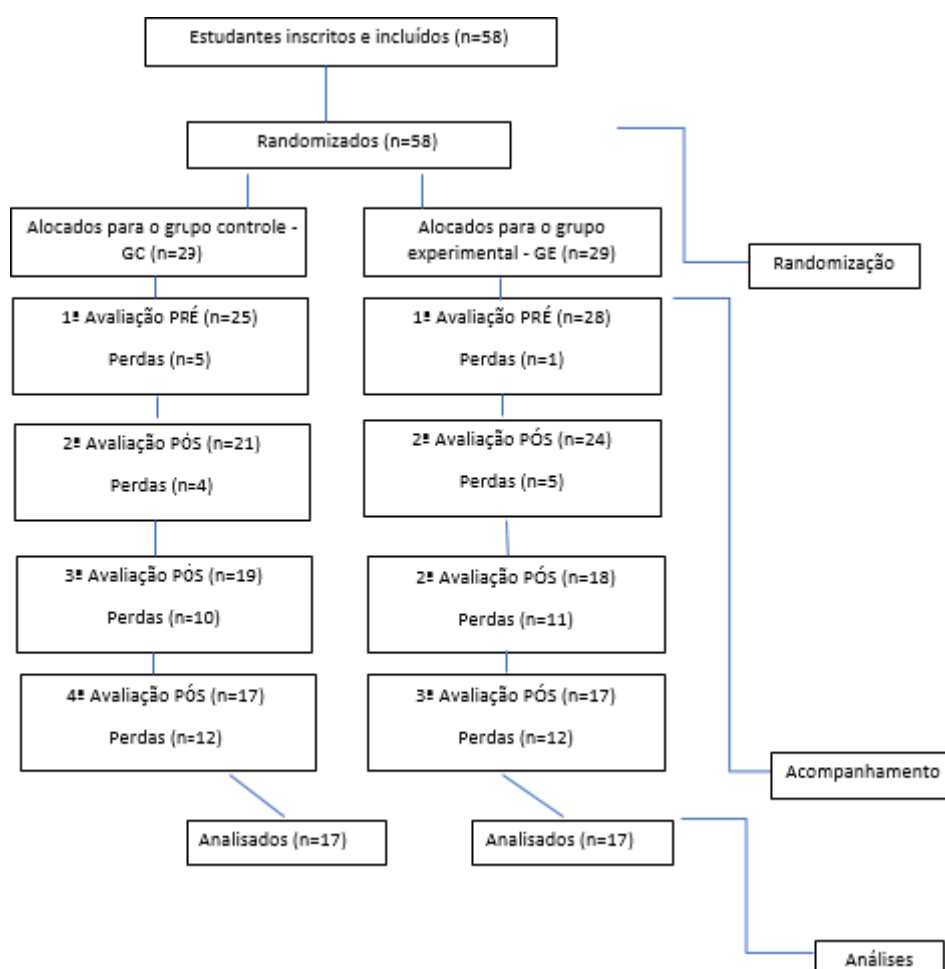 Estudantes inscritos e incluídos (n=58)
Randomizados (n=58)
Alocados para o grupo controle -
GC (n=29)
Alocados para o grupo
experimental - GE (n=29)
Randomização
1ª Avaliação PRÉ (n=25)
Perdas (n=5)
1ª Avaliação PRÉ (n=28)
Perdas (n=1)
2ª Avaliação PÓS (n=21)
Perdas (n=4)
2ª Avaliação PÓS (n=24)
Perdas (n=5)
3ª Avaliação PÓS (n=19)
Perdas (n=10)
2ª Avaliação PÓS (n=18)
Perdas (n=11)
4ª Avaliação PÓS (n=17)
Perdas (n=12)
3ª Avaliação PÓS (n=17)
Perdas (n=12)
Acompanhamento
Analisados (n=17)
Analisados (n=17)
Análises